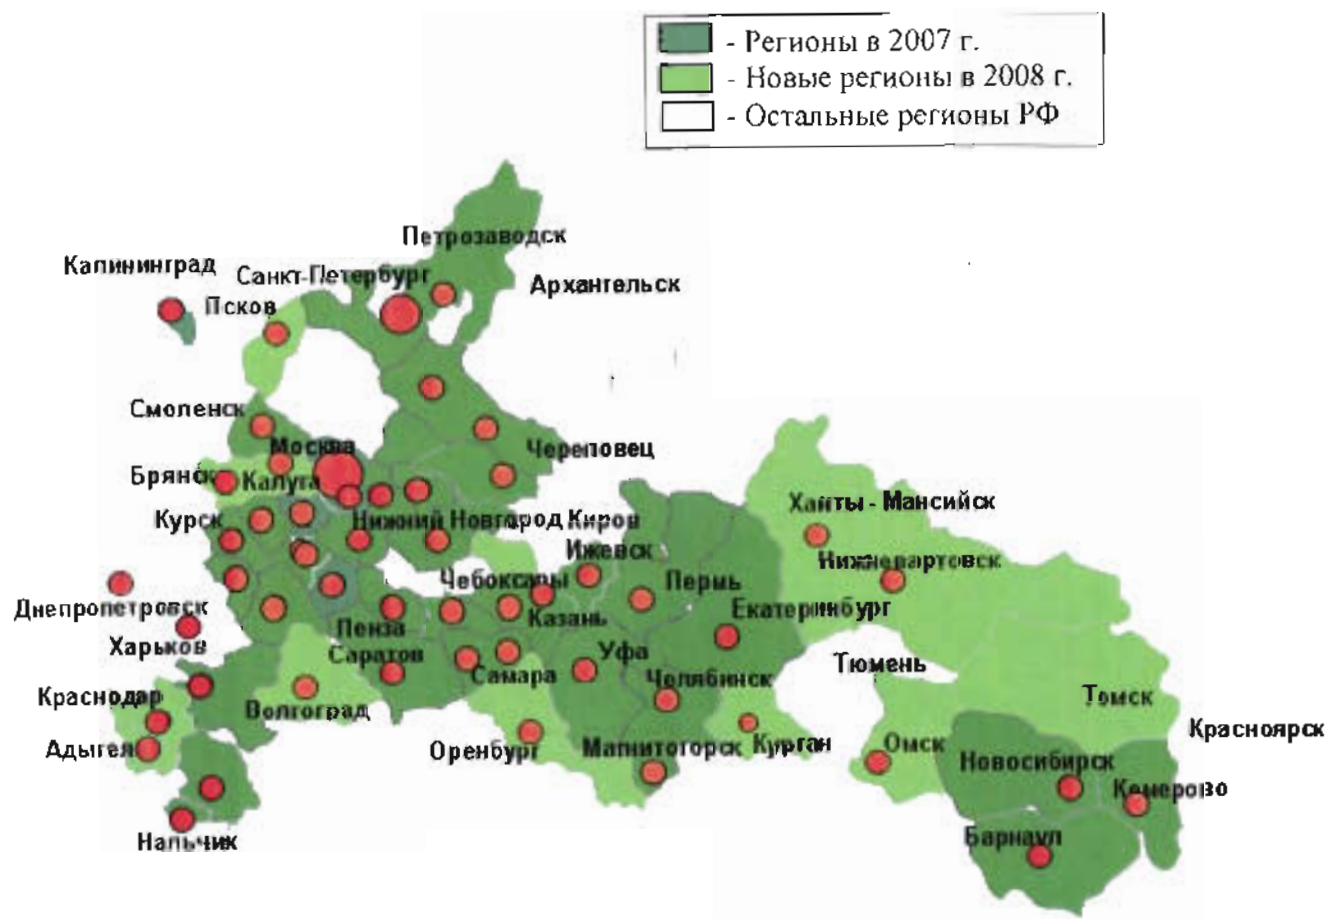 - Регионы в 2007 г.
- Новые регионы в 2008 г.
- Остальные регионы РФ
Петрозаводск
Калининград
Санкт-Петербург
Архангельск
Псков
Смоленск
Москва
Череповец
Брянск
Калуга
Ханты - Мансийск
Курск
Нижний Новгород
Киров
Ижевск
Нижневартовск
Чебоксары
Пермь
Днепропетровск
Казань
Екатеринбург
Пенза
Харьков
Саратов
Уфа
Самара
Тюмень
Челябинск
Краснодар
Томск
Волгоград
Красноярск
Адыгея
Оренбург
Магнитогорск
Курган
Омск
Новосибирск
Кемерово
Барнаул
Нальчик